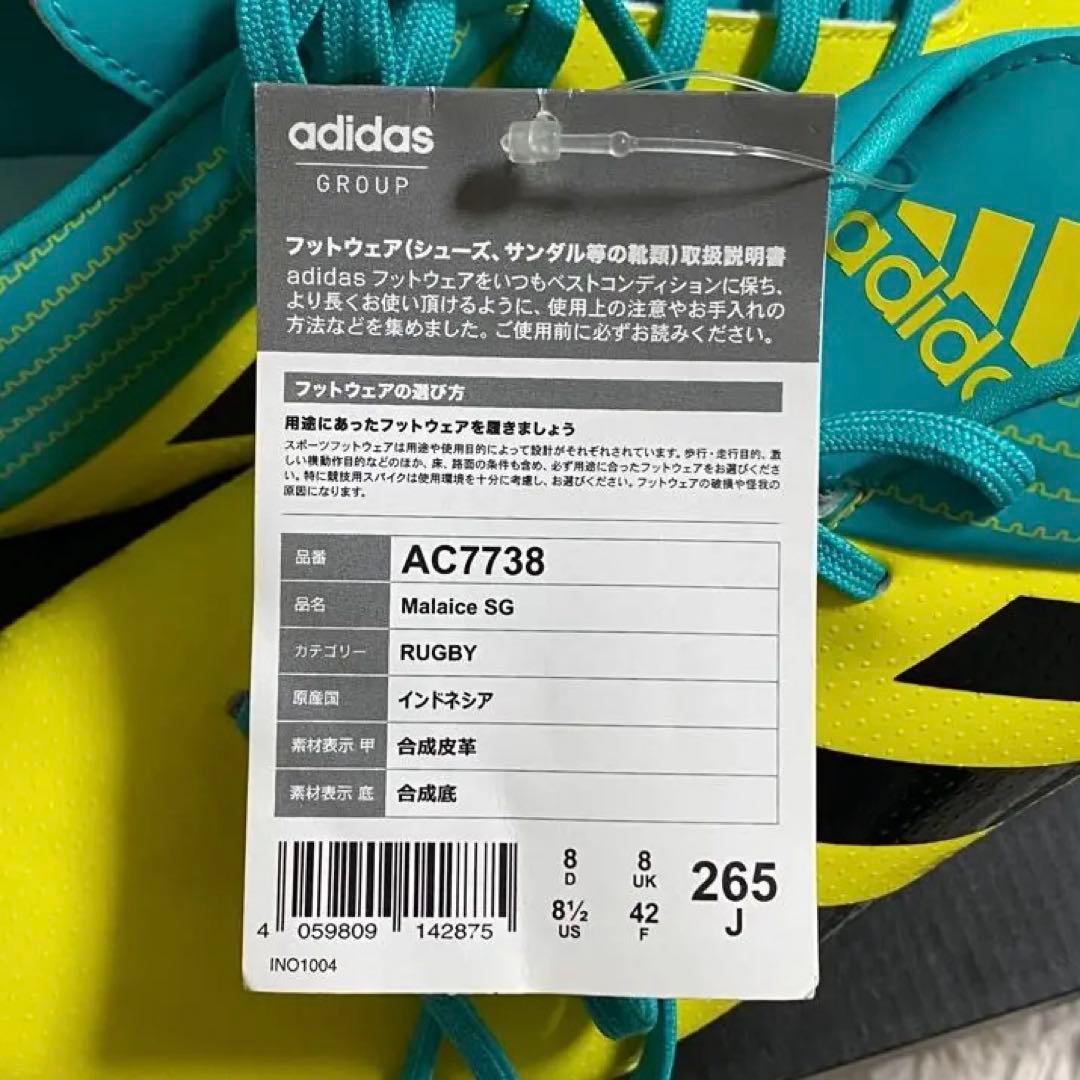 adidas
GROUP
フットウェア(シューズ、サンダル等の靴類)取扱説明書
adidas フットウェアをいつもベストコンディションに保ち、
より長くお使い頂けるように、使用上の注意やお手入れの
方法などを集めました。ご使用前に必ずお読みください。
フットウェアの選び方
用途にあったフットウェアを履きましょう
スポーツフットウェアは用途や使用目的によって設計がそれぞれされています。歩行・走行目的、激
しい横動作目的などのほか、床、路面の条件も含め、必ず用途に合ったフットウェアをお選びくださ
い。特に競技用スパイクは使用環境を十分に考慮し、お選びください。フットウェアの破損や怪我の
原因になります。
品番 AC7738
品名 Malaice SG
カテゴリー RUGBY
原産国 インドネシア
素材表示 甲 合成皮革
素材表示 底 合成底
8 8 265
D UK J
8½ 42
US F
4 059809 142875
INO1004
adidas